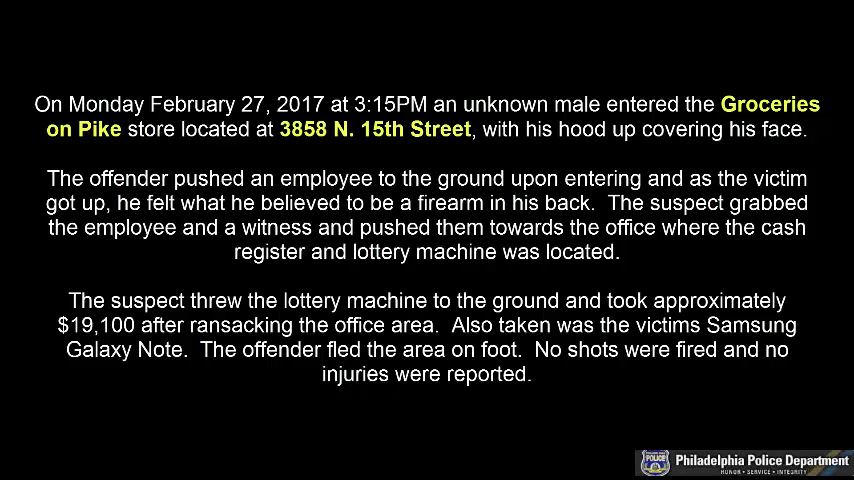 On Monday February 27, 2017 at 3:15PM an unknown male entered the Groceries
on Pike store located at 3858 N. 15th Street, with his hood up covering his face.
The offender pushed an employee to the ground upon entering and as the victim
got up, he felt what he believed to be a firearm in his back.  The suspect grabbed
the employee and a witness and pushed them towards the office where the cash
register and lottery machine was located.
The suspect threw the lottery machine to the ground and took approximately
$19,100 after ransacking the office area.  Also taken was the victims Samsung
Galaxy Note.  The offender fled the area on foot.  No shots were fired and no
injuries were reported.
POLICE
Philadelphia Police Department
HONOR • SERVICE • INTEGRITY